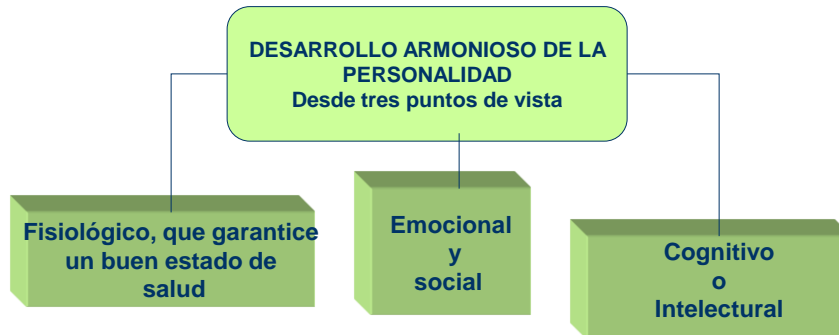 DESARROLLO ARMONIOSO DE LA
PERSONALIDAD
Desde tres puntos de vista
Fisiológico, que garantice
un buen estado de
salud
Emocional
y
social
Cognitivo
o
Intelectural